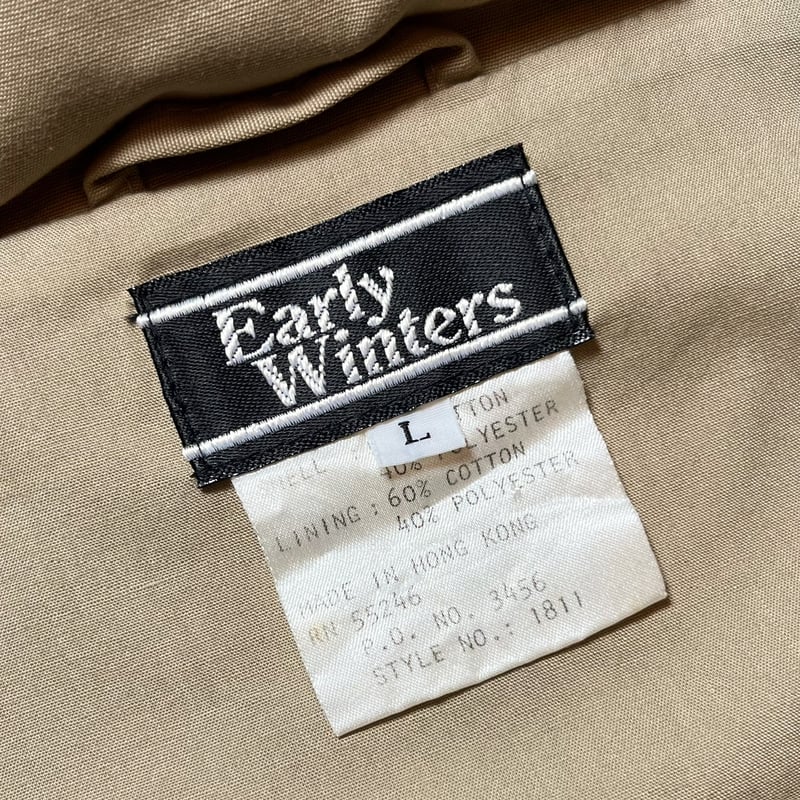 Early
Winters
L
SHELL TTON
40% POLYESTER
LINING : 60% COTTON
40% POLYESTER
MADE IN HONG KONG
RN 55246
P.O. NO. 3456
STYLE NO.: 1811